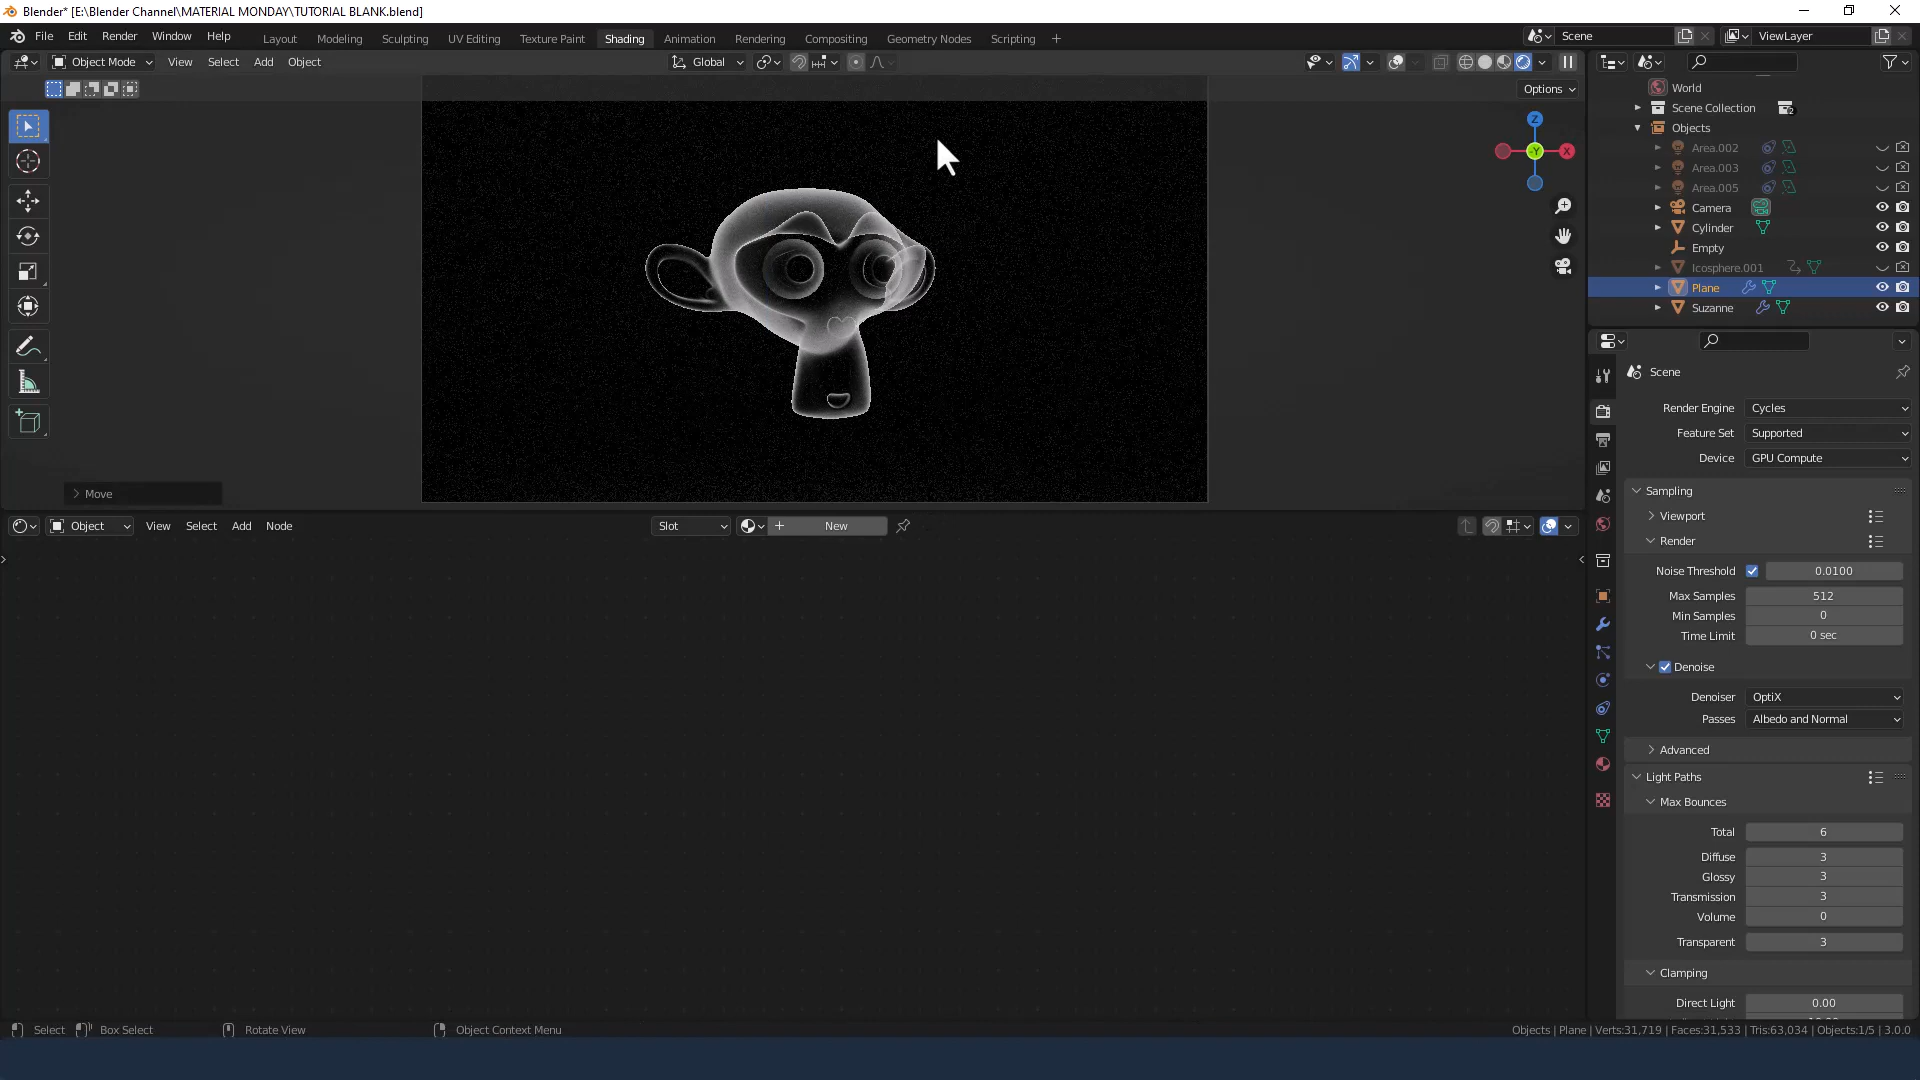 Blender* [E:\Blender Channel\MATERIAL MONDAY\TUTORIAL BLANK.blend]
File Edit Render Window Help Layout Modeling Sculpting UV Editing Texture Paint Shading Animation Rendering Compositing Geometry Nodes Scripting + Scene ViewLayer
Object Mode View Select Add Object Global
Options
World
Scene Collection 2
Objects
Area.002
Area.003
Area.005
Camera
Cylinder
Empty
Icosphere.001
Plane
Suzanne
Z
Y X
Move
Object View Select Add Node Slot + New
Scene
Render Engine Cycles
Feature Set Supported
Device GPU Compute
Sampling
Viewport
Render
Noise Threshold 0.0100
Max Samples 512
Min Samples 0
Time Limit 0 sec
Denoise
Denoiser OptiX
Passes Albedo and Normal
Advanced
Light Paths
Max Bounces
Total 6
Diffuse 3
Glossy 3
Transmission 3
Volume 0
Transparent 3
Clamping
Direct Light 0.00
Select Box Select Rotate View Object Context Menu Objects | Plane | Verts:31,719 | Faces:31,533 | Tris:63,034 | Objects:1/5 | 3.0.0